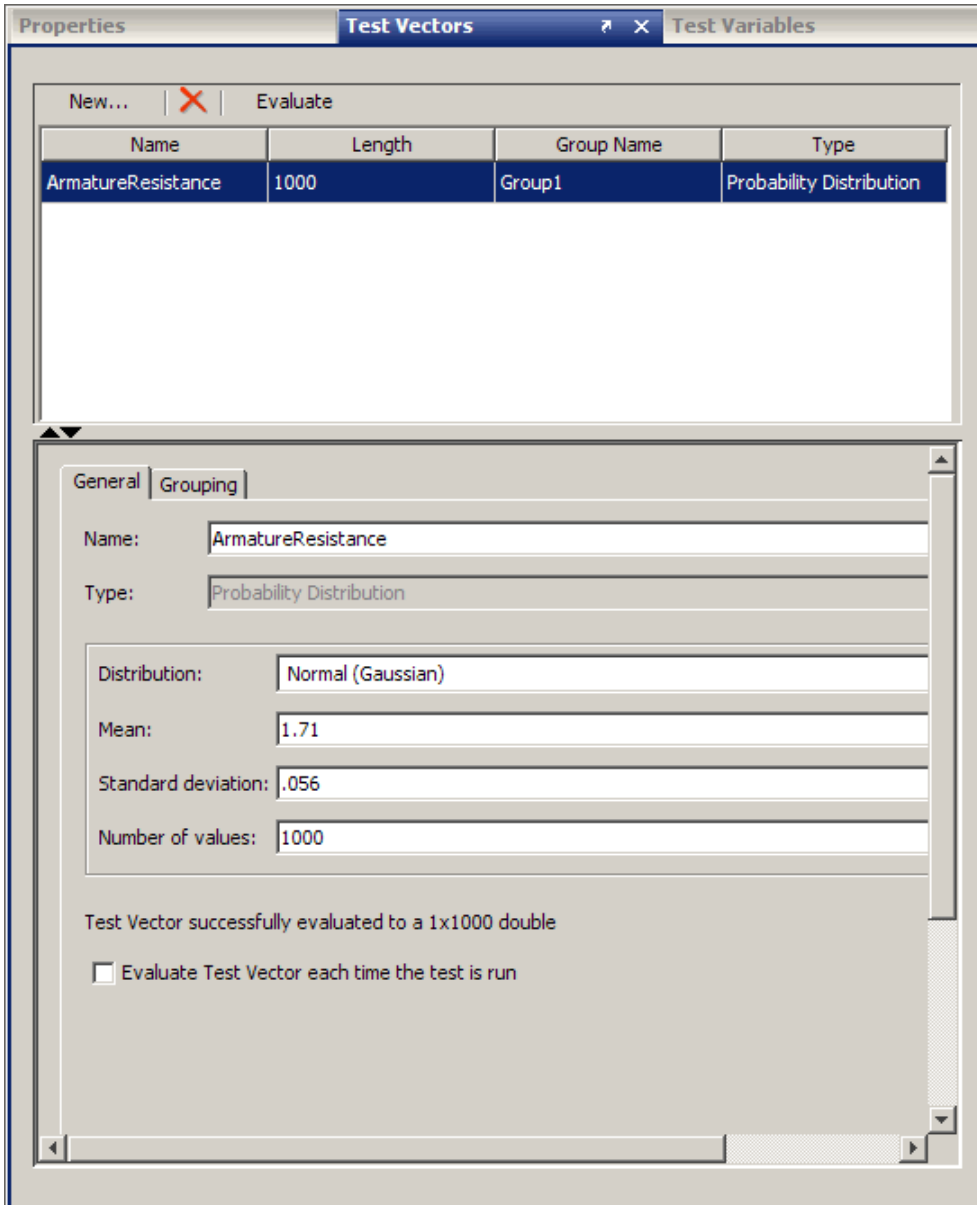 Properties Test Vectors Test Variables
New... Evaluate
Name Length Group Name Type
ArmatureResistance 1000 Group1 Probability Distribution
General Grouping
Name: ArmatureResistance
Type: Probability Distribution
Distribution: Normal (Gaussian)
Mean: 1.71
Standard deviation: .056
Number of values: 1000
Test Vector successfully evaluated to a 1x1000 double
Evaluate Test Vector each time the test is run